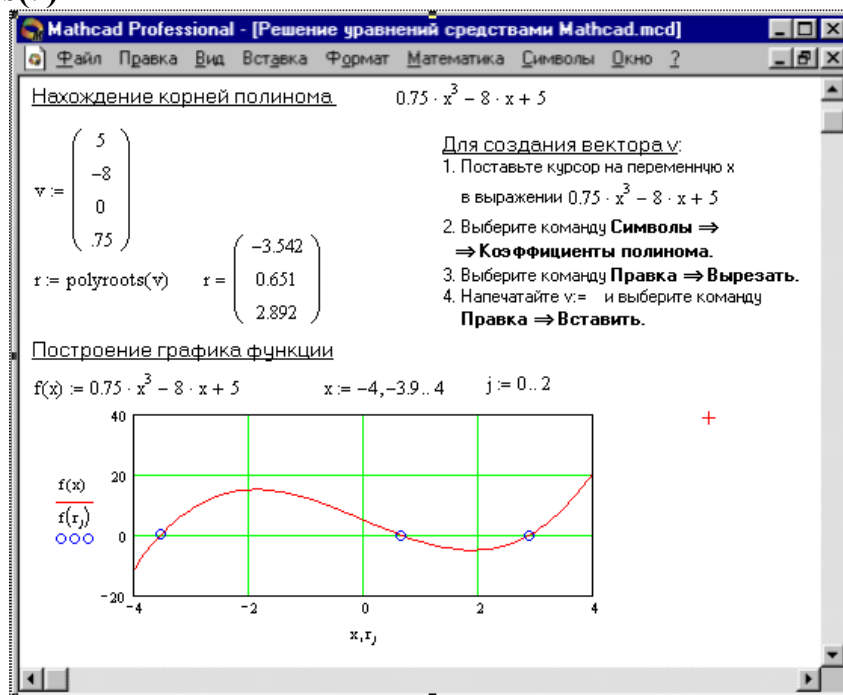 Mathcad Professional - [Решение уравнений средствами Mathcad.mcd]
Файл Правка Вид Вставка Формат Математика Символы Окно ?
Нахождение корней полинома 0.75 · x³ − 8 · x + 5
v :=
5
−8
0
.75
r := polyroots(v) r =
−3.542
0.651
2.892
Для создания вектора v:
1. Поставьте курсор на переменную x
в выражении 0.75 · x³ − 8 · x + 5
2. Выберите команду Символы ⇒
⇒ Коэффициенты полинома.
3. Выберите команду Правка ⇒ Вырезать.
4. Напечатайте v:= и выберите команду
Правка ⇒ Вставить.
Построение графика функции
f(x) := 0.75 · x³ − 8 · x + 5 x := −4, −3.9.. 4 j := 0.. 2
40
20
0
−20
f(x)
f(rⱼ)
−4 −2 0 2 4
x,rⱼ